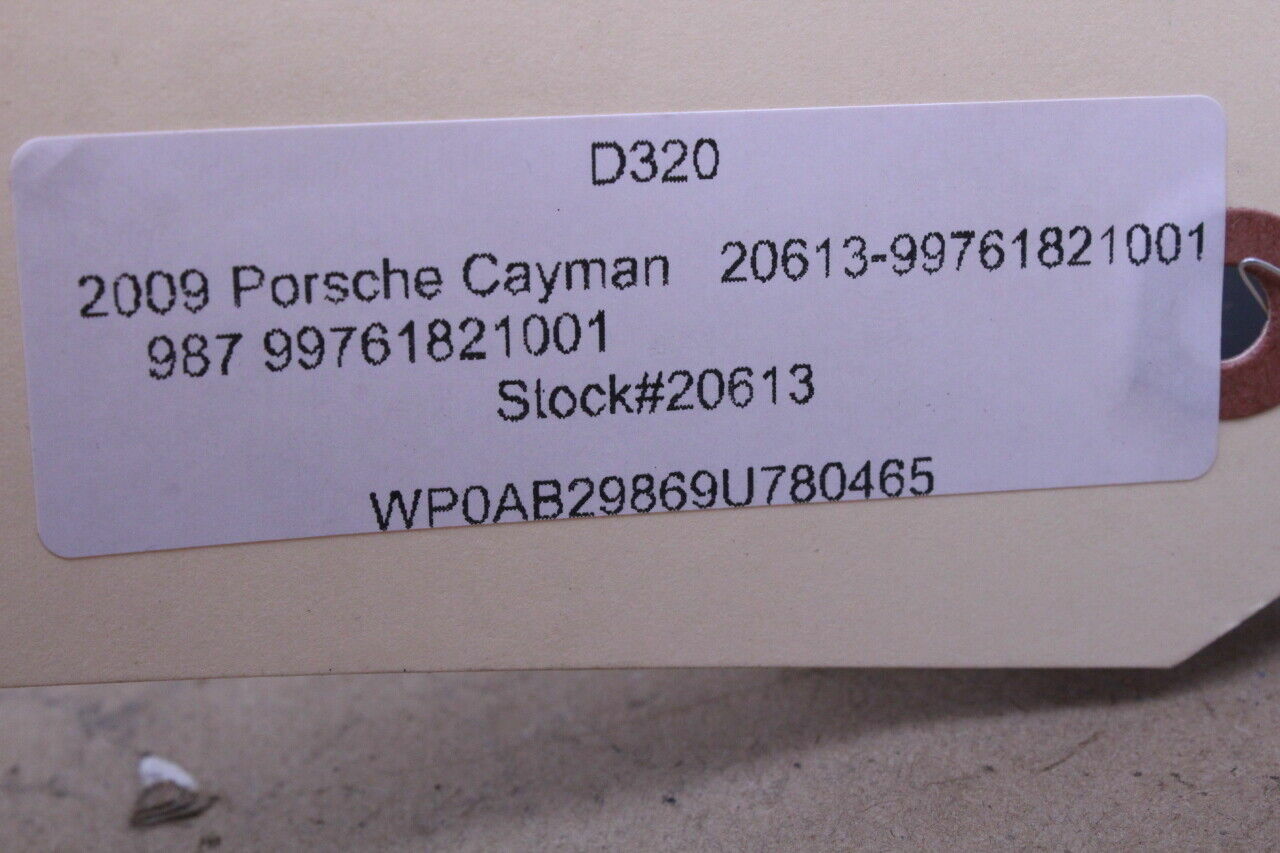 D320
2009 Porsche Cayman 20613-99761821001
987 99761821001
Stock#20613
WP0AB29869U780465